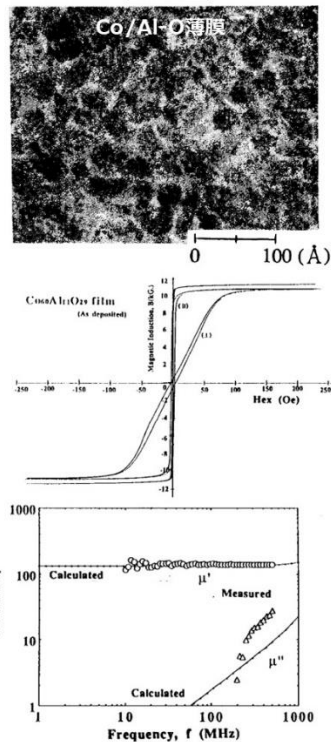 Co/Al-O薄膜
0 100 (Å)
Co60Al11O29 film
(As deposited)
Magnetic Induction, B(kG.)
12
10
8
6
4
2
(B)
(L)
-250 -200 -150 -100 -50 0 50 100 150 200 250
Hex (Oe)
-2
-4
-6
-8
-10
-12
1000
100
Calculated
μ'
Measured
10
μ"
Calculated
1
1 10 100 1000
Frequency, f (MHz)